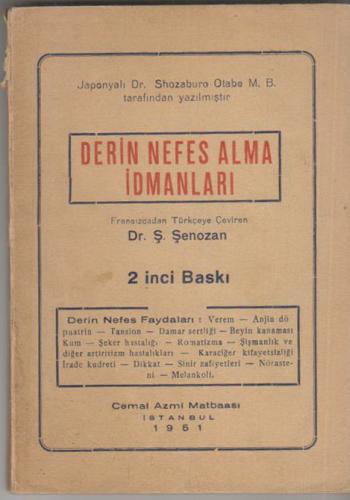 Japonyalı Dr. Shozaburo Otabe M. B.
tarafından yazılmıştır
DERİN NEFES ALMA
İDMANLARI
Fransızcadan Türkçeye Çeviren
Dr. Ş. Şenozan
2 inci Baskı
Derin Nefes Faydaları : Verem — Anjin dö
puatrin — Tansion — Damar sertliği — Beyin kanaması
Kum — Şeker hastalığı — Romatizma — Şişmanlık ve
diğer artiritizm hastalıkları — Karaciğer kifayetsizliği
İrade kudreti — Dikkat — Sinir zafiyetleri — Nöraste-
ni — Melankoli.
Cemal Azmi Matbaası
İSTANBUL
1951